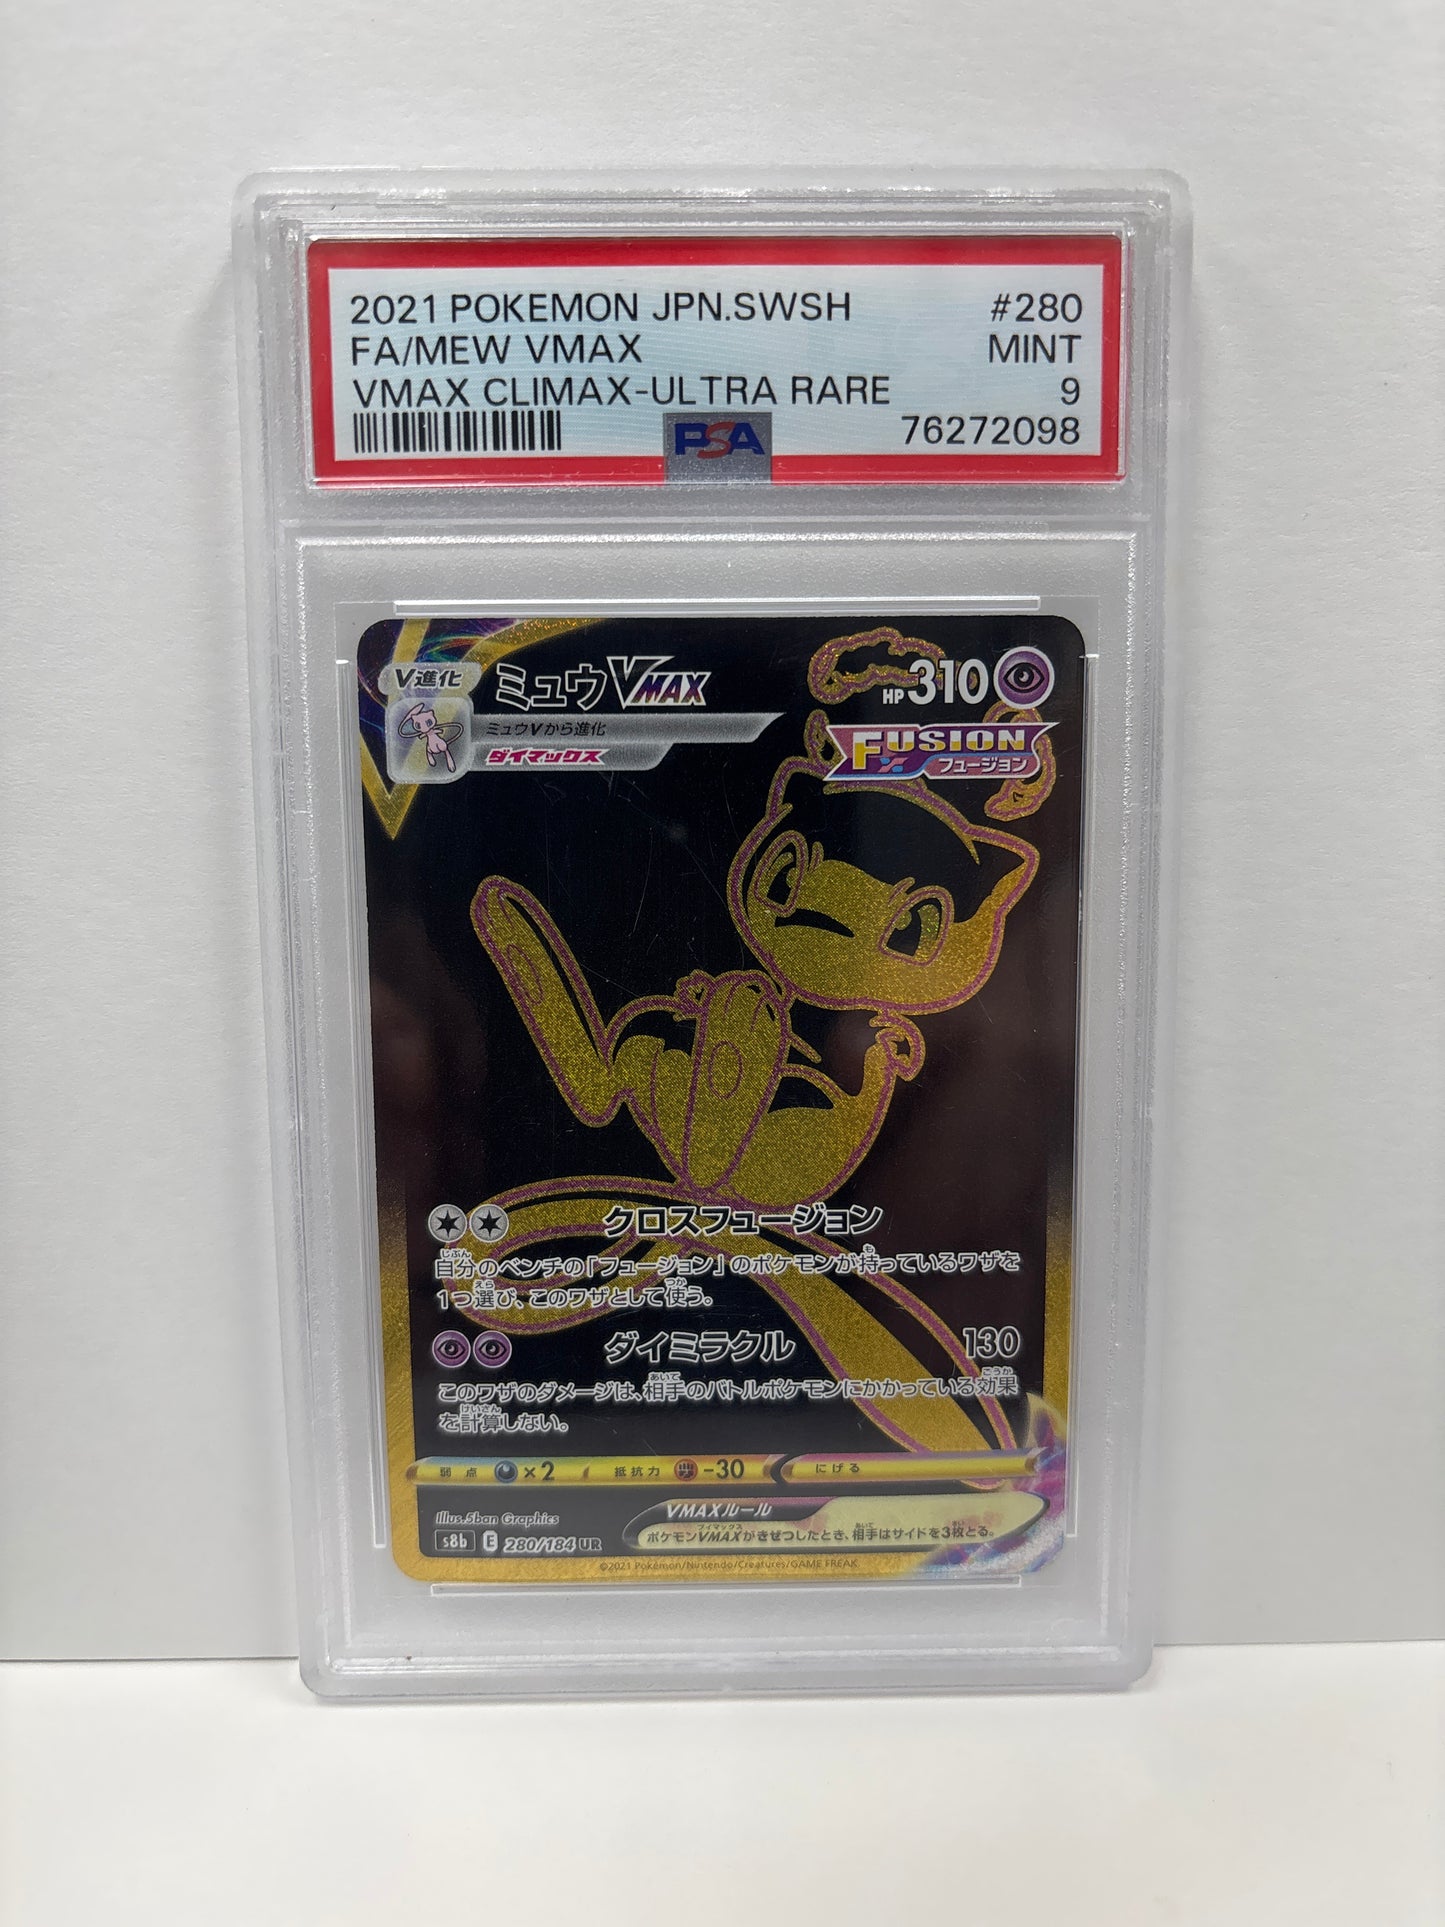 2021 POKEMON JPN.SWSH #280
FA/MEW VMAX MINT
VMAX CLIMAX-ULTRA RARE 9
PSA 76272098
V進化 ミュウVMAX HP310
ミュウVから進化
ダイマックス
FUSION
フュージョン
クロスフュージョン
自分のベンチの「フュージョン」のポケモンが持っているワザを
1つ選び、このワザとして使う。
ダイミラクル 130
このワザのダメージは、相手のバトルポケモンにかかっている効果
を計算しない。
弱点 ×2 抵抗力 -30 にげる
Illus.5ban Graphics
VMAXルール
s8b E 280/184 UR
ポケモンVMAXがきぜつしたとき、相手はサイドを3枚とる。
©2021 Pokémon/Nintendo/Creatures/GAME FREAK.